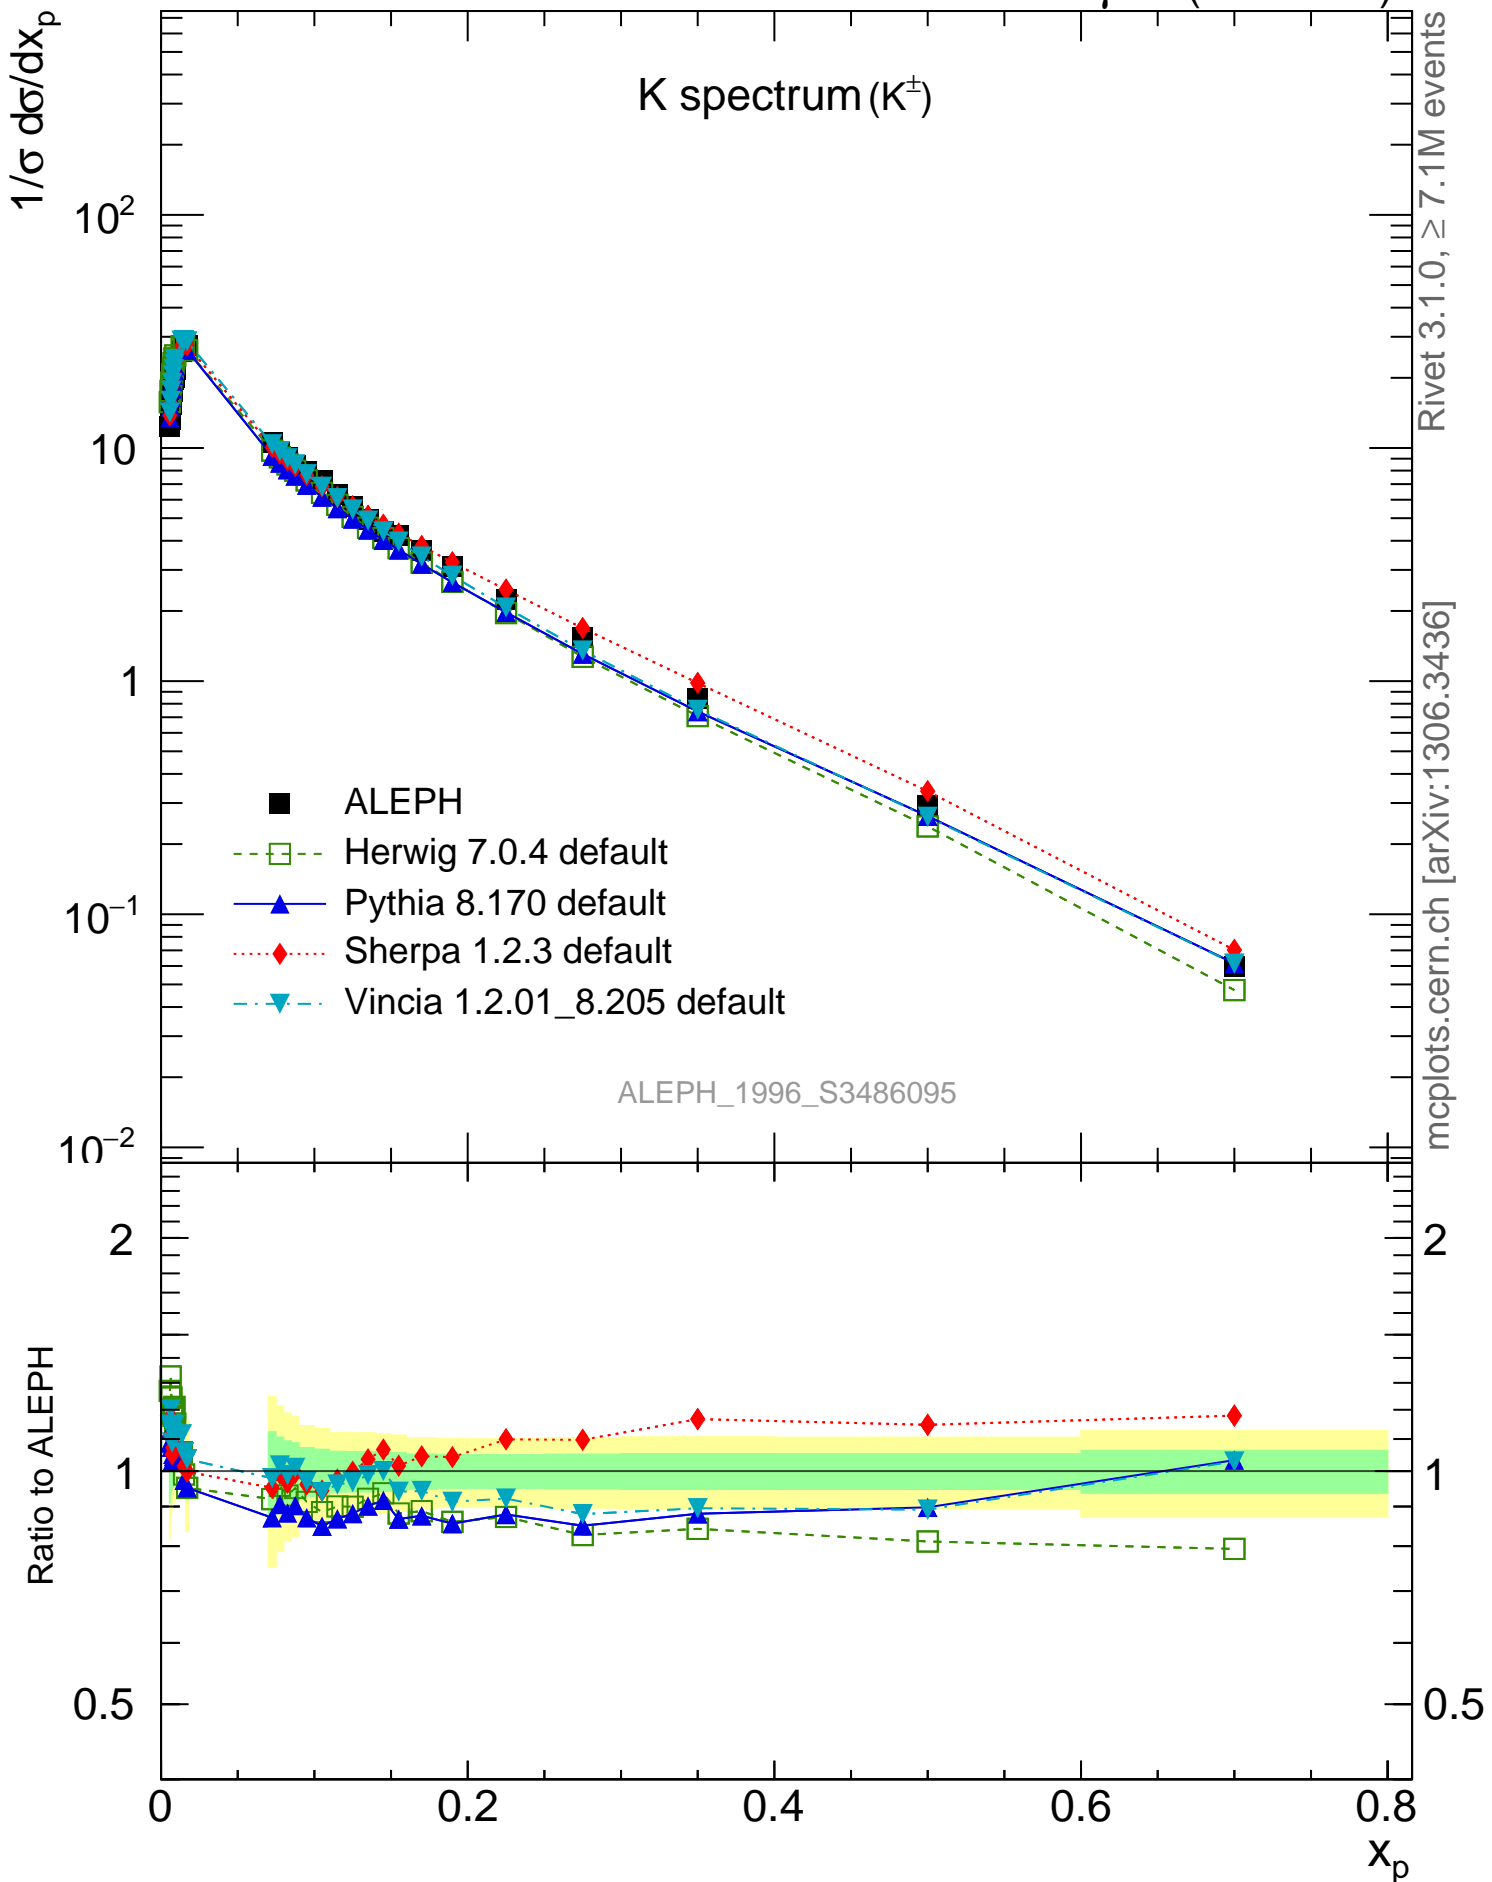 K spectrum (K±)
1/σ dσ/dxp
10²
10
1
10⁻¹
10⁻²
ALEPH
Herwig 7.0.4 default
Pythia 8.170 default
Sherpa 1.2.3 default
Vincia 1.2.01_8.205 default
ALEPH_1996_S3486095
Rivet 3.1.0, ≥ 7.1M events
mcplots.cern.ch [arXiv:1306.3436]
Ratio to ALEPH
2
1
0.5
2
1
0.5
0
0.2
0.4
0.6
0.8
xp